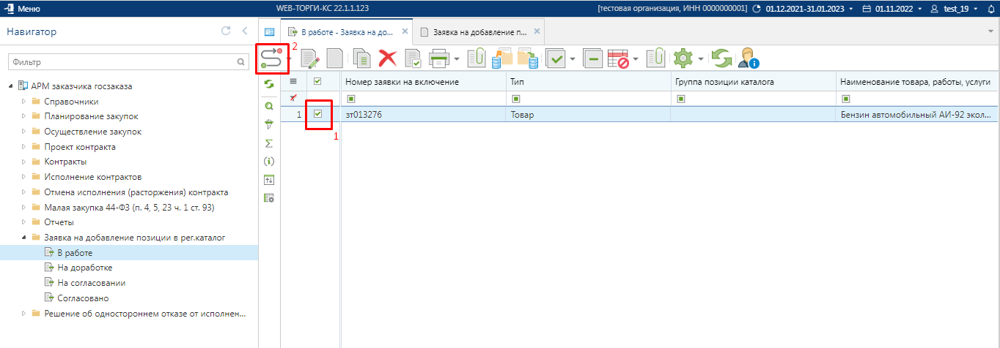 Меню WEB-ТОРГИ-КС 22.1.1.123 [тестовая организация, ИНН 0000000001] 01.12.2021-31.01.2023 01.11.2022 test_19
Навигатор
В работе - Заявка на до...
Заявка на добавление п...
2
Фильтр
АРМ заказчика госзаказа
Справочники
Планирование закупок
Осуществление закупок
Проект контракта
Контракты
Исполнение контрактов
Отмена исполнения (расторжения) контракта
Малая закупка 44-ФЗ (п. 4, 5, 23 ч. 1 ст. 93)
Отчеты
Заявка на добавление позиции в рег.каталог
В работе
На доработке
На согласовании
Согласовано
Решение об одностороннем отказе от исполнен...
Номер заявки на включение Тип Группа позиции каталога Наименование товара, работы, услуги
1 зт013276 Товар Бензин автомобильный АИ-92 экол...
1